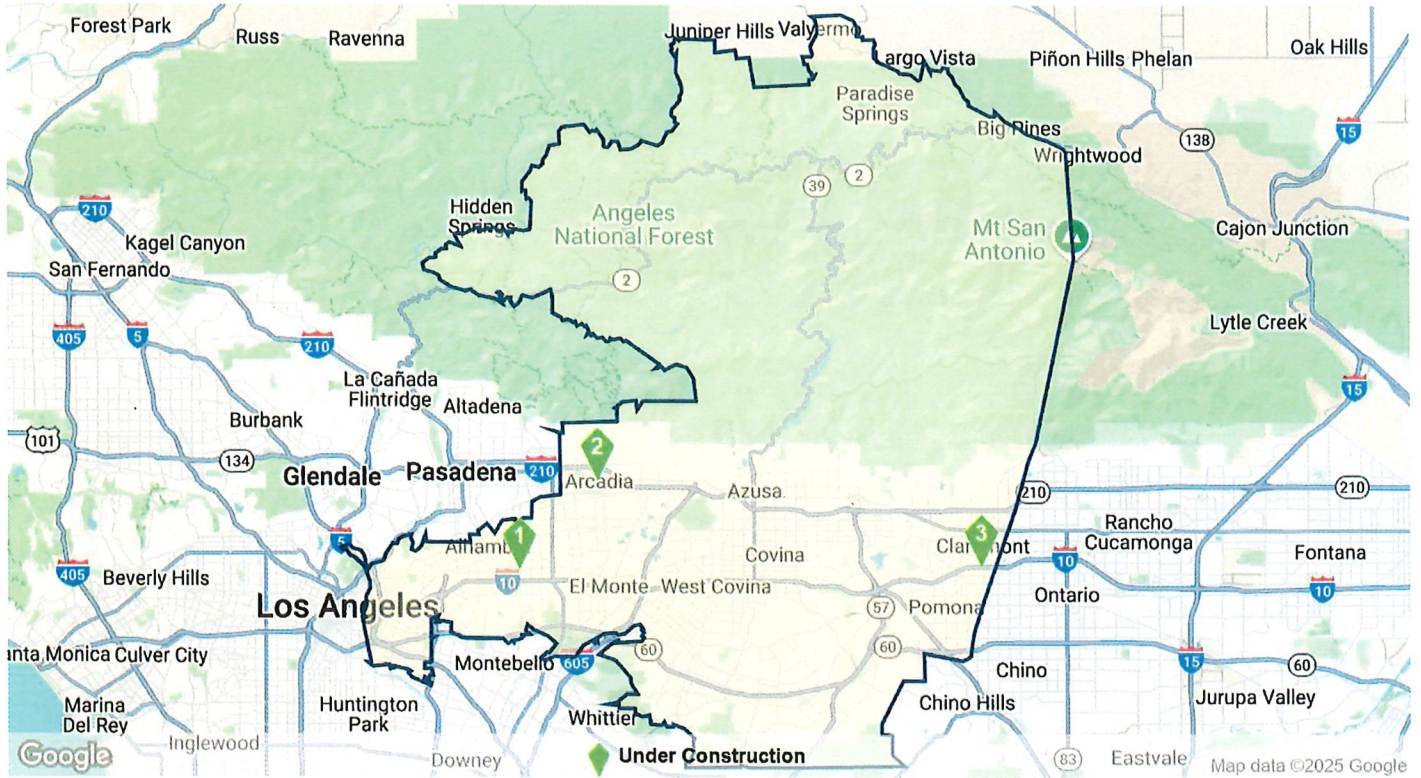 Forest Park
Russ
Ravenna
Juniper Hills
Valyermo
Largo Vista
Piñon Hills
Phelan
Oak Hills
Paradise
Springs
15
Big Pines
138
Wrightwood
2
39
210
Hidden
Springs
Angeles
National Forest
Mt San
Antonio
Cajon Junction
Kagel Canyon
San Fernando
2
Lytle Creek
405
5
210
La Cañada
Flintridge
Altadena
15
Burbank
101
134
Glendale
Pasadena
210
2
Arcadia
Azusa
210
210
5
1
Alhamb
3
Claremont
Rancho
Cucamonga
Covina
Fontana
405
Beverly Hills
10
El Monte
West Covina
10
10
Los Angeles
57
Pomona
Ontario
anta Monica
Culver City
Montebello
605
60
60
Chino
15
60
Marina
Del Rey
Huntington
Park
Whittier
Chino Hills
Jurupa Valley
Google
Inglewood
Downey
Under Construction
83
Eastvale
Map data ©2025 Google